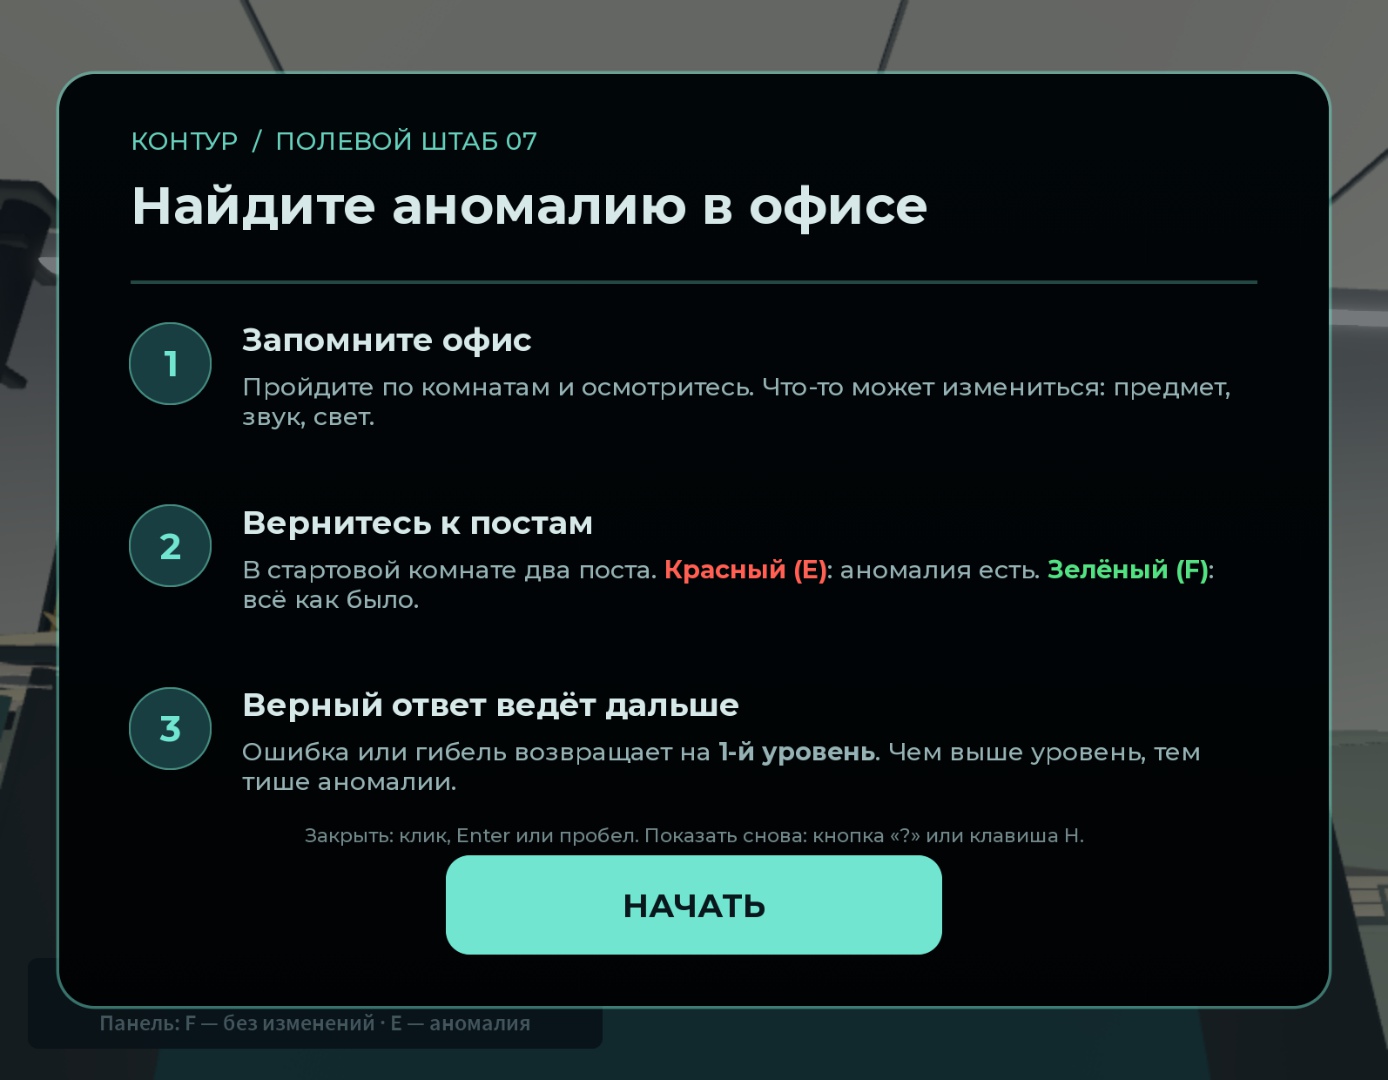 КОНТУР / ПОЛЕВОЙ ШТАБ 07
Найдите аномалию в офисе
1
Запомните офис
Пройдите по комнатам и осмотритесь. Что-то может измениться: предмет,
звук, свет.
2
Вернитесь к постам
В стартовой комнате два поста. Красный (E): аномалия есть. Зелёный (F):
всё как было.
3
Верный ответ ведёт дальше
Ошибка или гибель возвращает на 1-й уровень. Чем выше уровень, тем
тише аномалии.
Закрыть: клик, Enter или пробел. Показать снова: кнопка «?» или клавиша H.
НАЧАТЬ
Панель: F — без изменений · E — аномалия